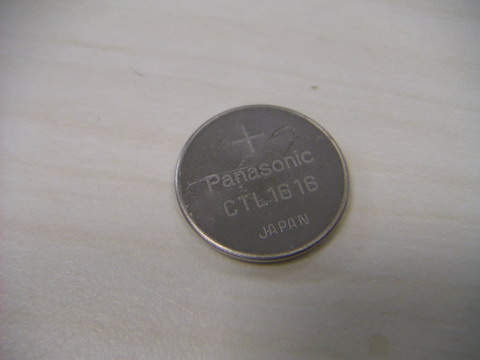 +
Panasonic
CTL1616
JAPAN